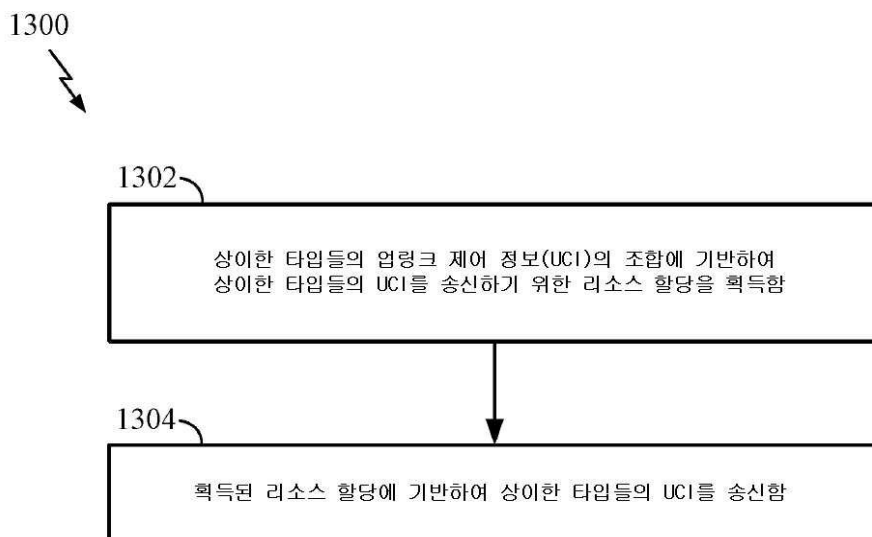 1300
1302
상이한 타입들의 업링크 제어 정보(UCI)의 조합에 기반하여
상이한 타입들의 UCI를 송신하기 위한 리소스 할당을 획득함
1304
획득된 리소스 할당에 기반하여 상이한 타입들의 UCI를 송신함